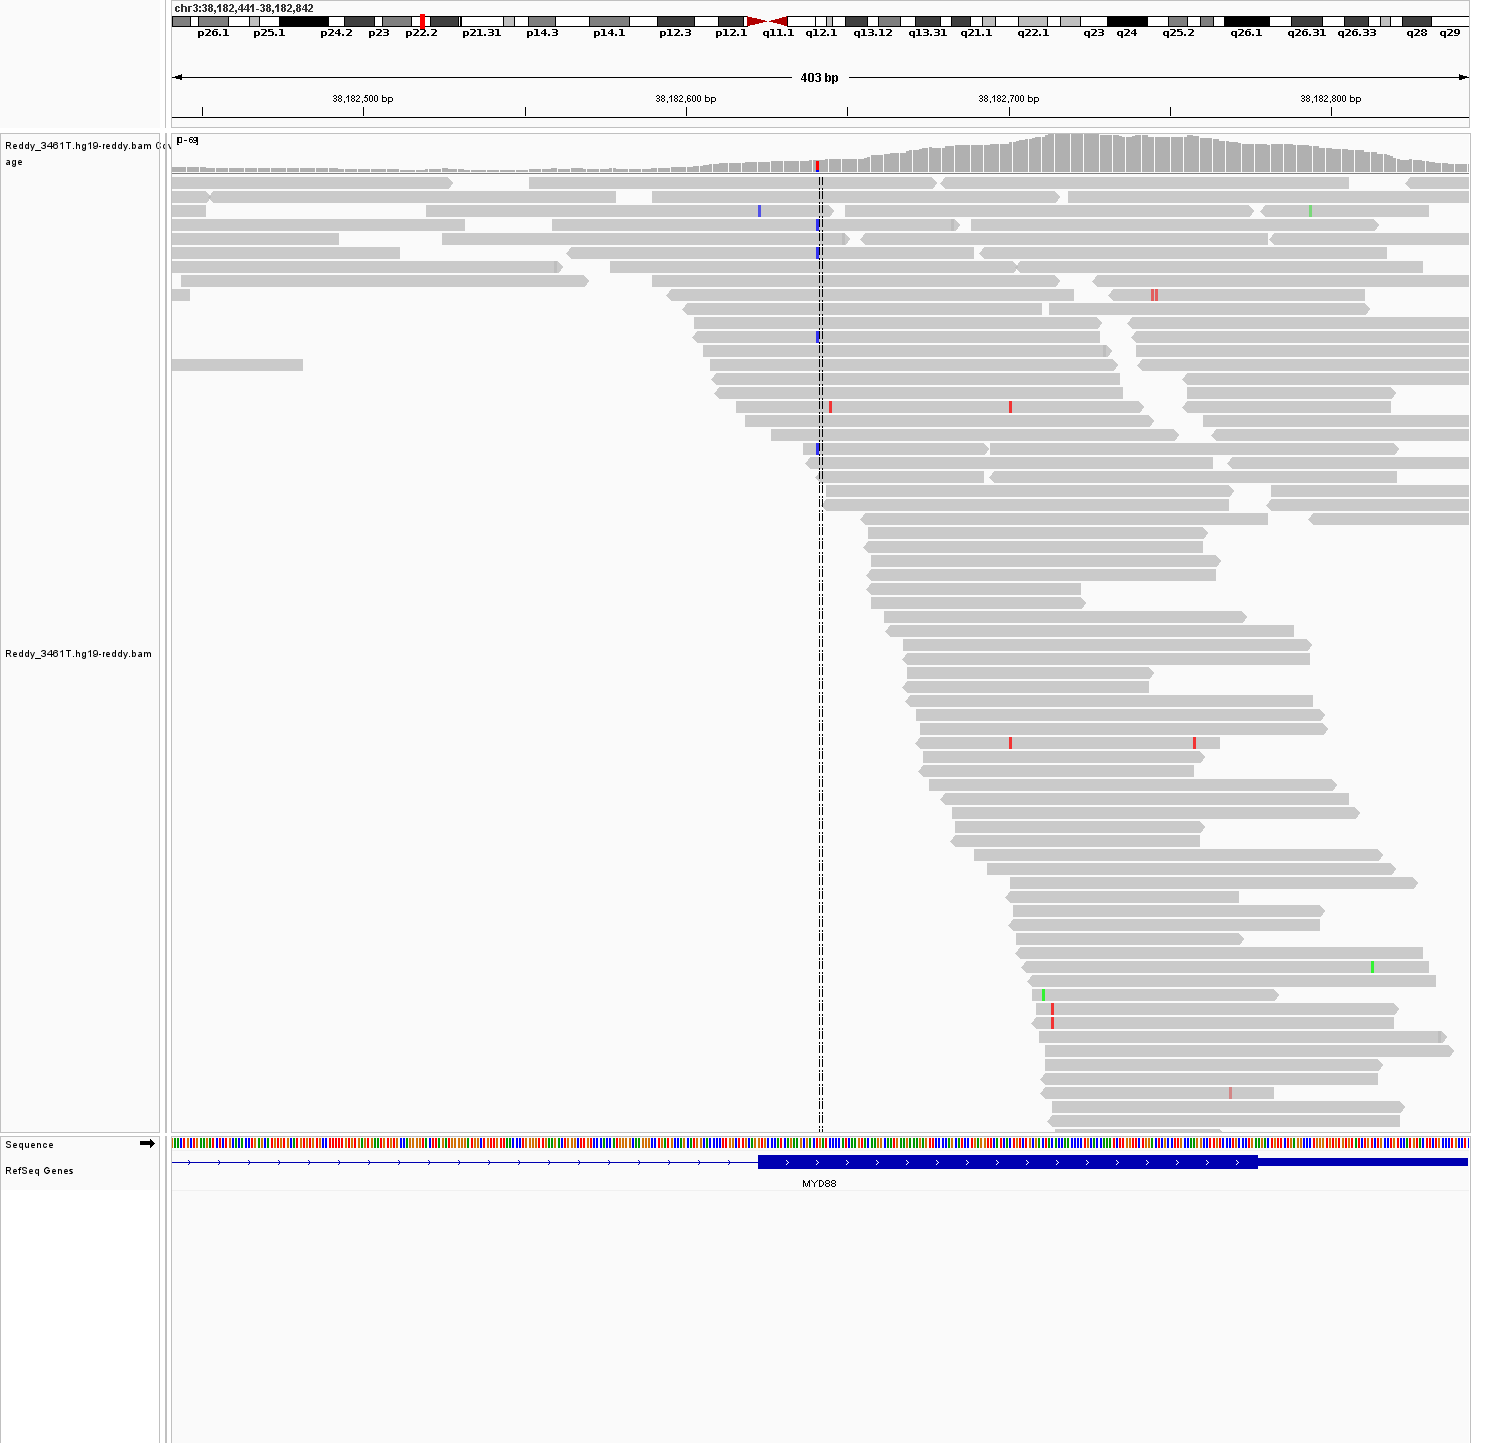 chr3:38,182,441-38,182,842
p26.1 p25.1 p24.2 p23 p22.2 p21.31 p14.3 p14.1 p12.3 p12.1 q11.1 q12.1 q13.12 q13.31 q21.1 q22.1 q23 q24 q25.2 q26.1 q26.31 q26.33 q28 q29
403 bp
38,182,500 bp 38,182,600 bp 38,182,700 bp 38,182,800 bp
[0-69]
Reddy_3461T.hg19-reddy.bam Cov
age
Reddy_3461T.hg19-reddy.bam
Sequence
RefSeq Genes
MYD88